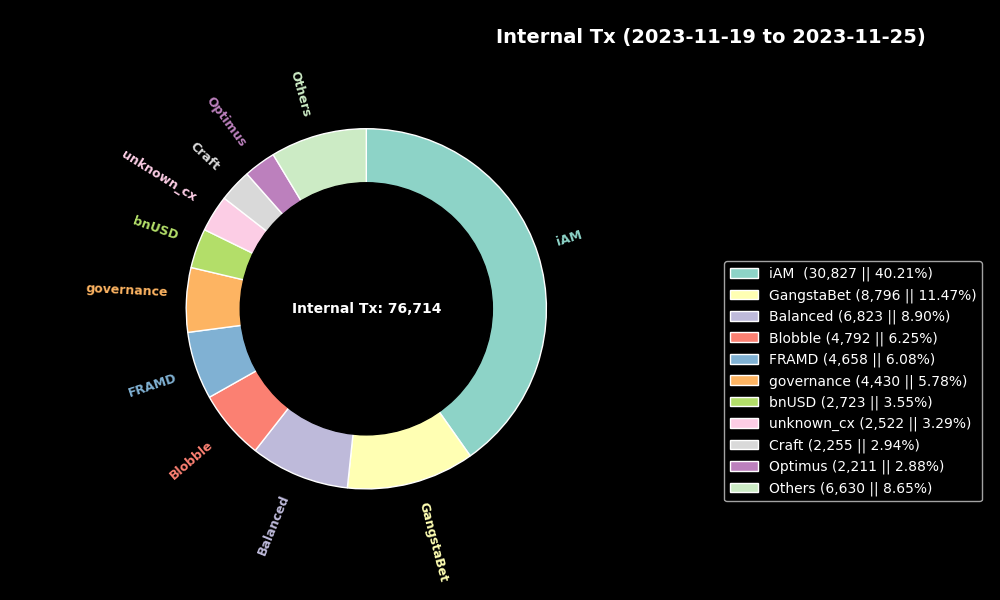 Internal Tx (2023-11-19 to 2023-11-25)
Others
Optimus
Craft
unknown_cx
bnUSD
governance
FRAMD
Blobble
Balanced
GangstaBet
iAM
Internal Tx: 76,714
iAM (30,827 || 40.21%)
GangstaBet (8,796 || 11.47%)
Balanced (6,823 || 8.90%)
Blobble (4,792 || 6.25%)
FRAMD (4,658 || 6.08%)
governance (4,430 || 5.78%)
bnUSD (2,723 || 3.55%)
unknown_cx (2,522 || 3.29%)
Craft (2,255 || 2.94%)
Optimus (2,211 || 2.88%)
Others (6,630 || 8.65%)